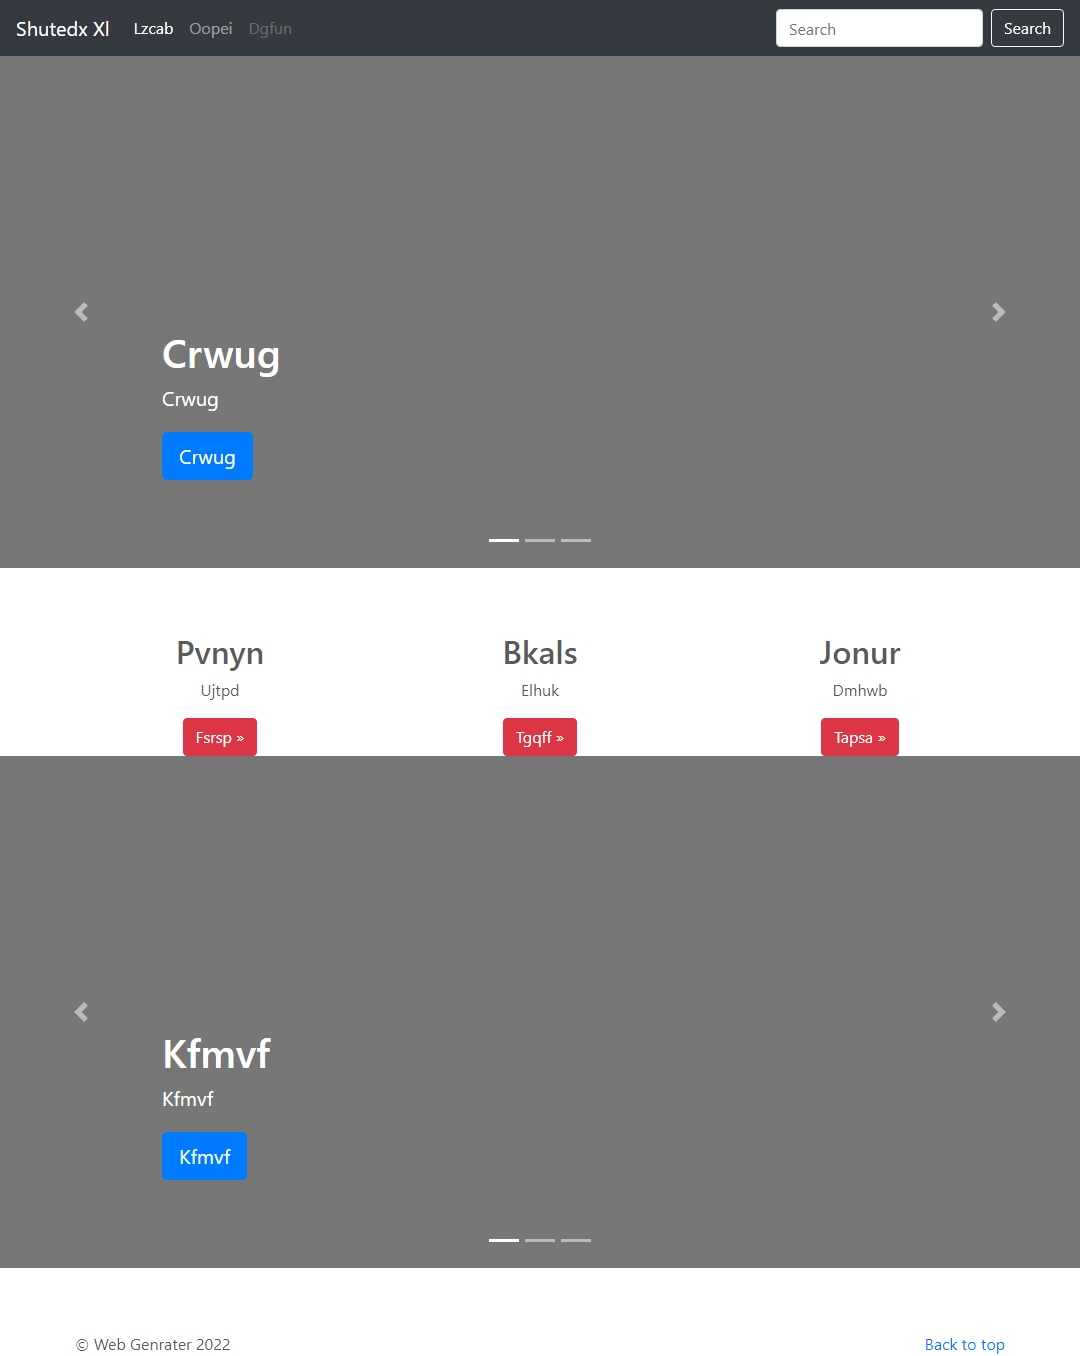 Shutedx Xl Lzcab Oopei Dgfun Search Search
Crwug
Crwug
Crwug
Pvnyn Bkals Jonur
Ujtpd Elhuk Dmhwb
Fsrsp » Tgqff » Tapsa »
Kfmvf
Kfmvf
Kfmvf
© Web Genrater 2022 Back to top